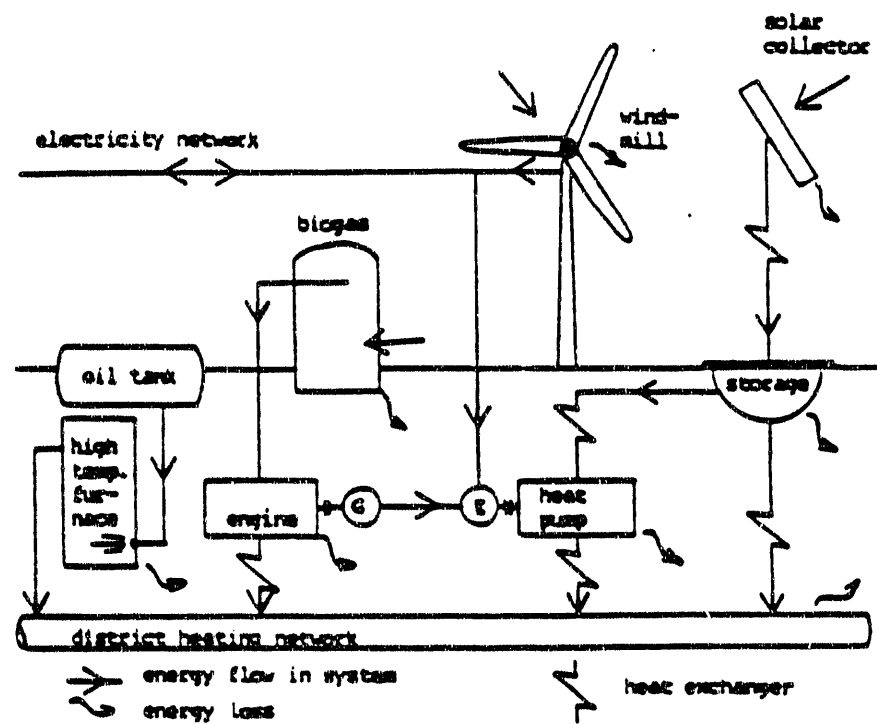 solar
collector
wind-
mill
electricity network
biogas
oil tank
storage
high
temp.
fur-
nace
heat
pump
engine
G
E
district heating network
energy flow in system
heat exchanger
energy loss